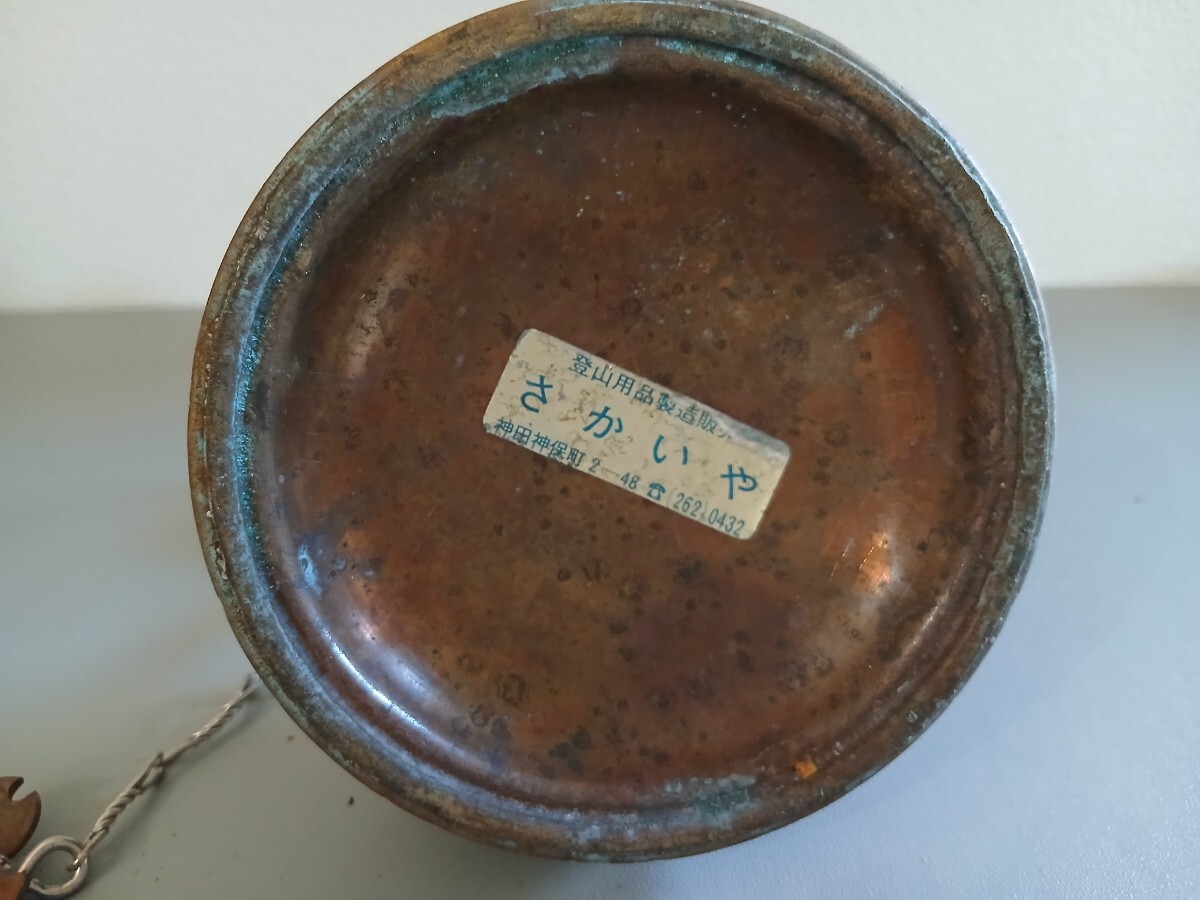 登山用品製造販
さかいや
神田神保町2-48 ☎(262)0432